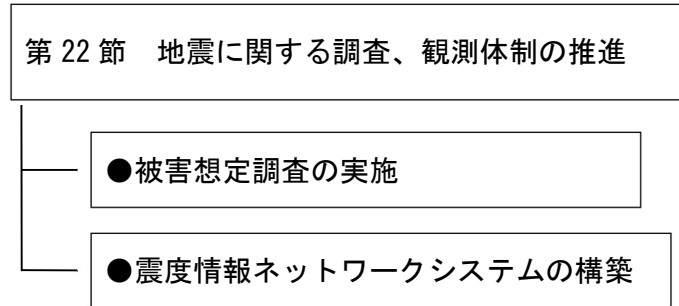 第 22 節　地震に関する調査、観測体制の推進
●被害想定調査の実施
●震度情報ネットワークシステムの構築